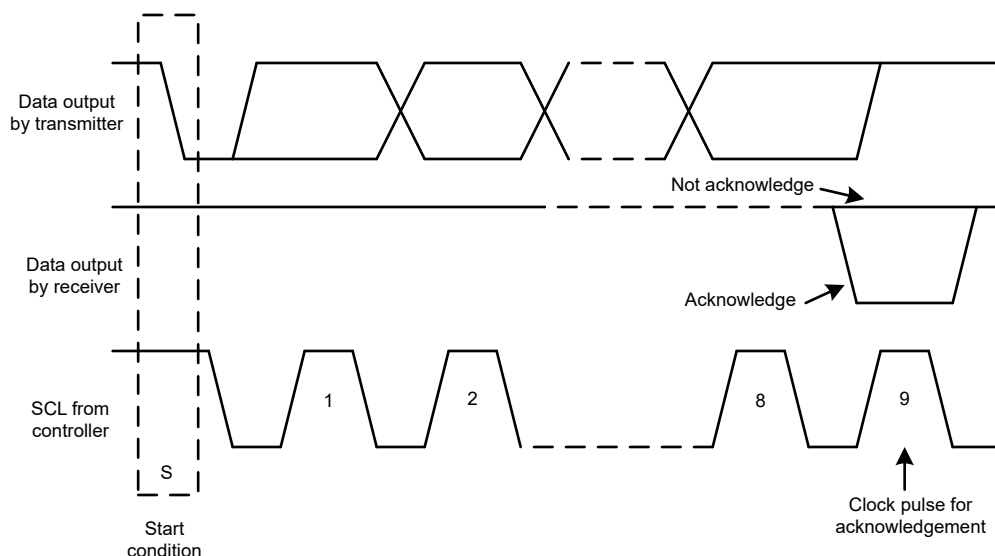 Data output
by transmitter
Not acknowledge
Data output
by receiver
Acknowledge
SCL from
controller
1
2
8
9
S
Start
condition
Clock pulse for
acknowledgement